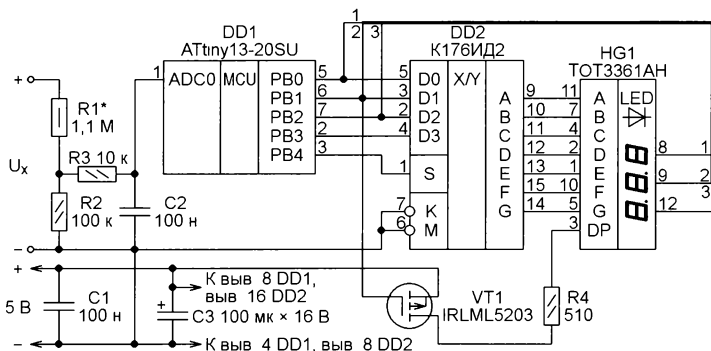 1
2 3
DD1
ATtiny13-20SU
DD2
К176ИД2
HG1
TOT3361AH
1 ADC0 MCU PB0 5
PB1 6
PB2 7
PB3 2
PB4 3
5 D0 X/Y
3 D1
2 D2
4 D3
1 S
7 K
6 M
A 9
B 10
C 11
D 12
E 13
F 15
G 14
11 A LED
7 B
4 C
2 D
1 E
10 F
5 G
3 DP
8 1
9 2
3
12
+
R1*
1,1 М
Uх
R3 10 к
R2
100 к
C2
100 н
−
+
5 В
C1
100 н
−
К выв 8 DD1,
выв 16 DD2
+
C3 100 мк × 16 В
К выв 4 DD1, выв 8 DD2
VT1
IRLML5203
R4
510